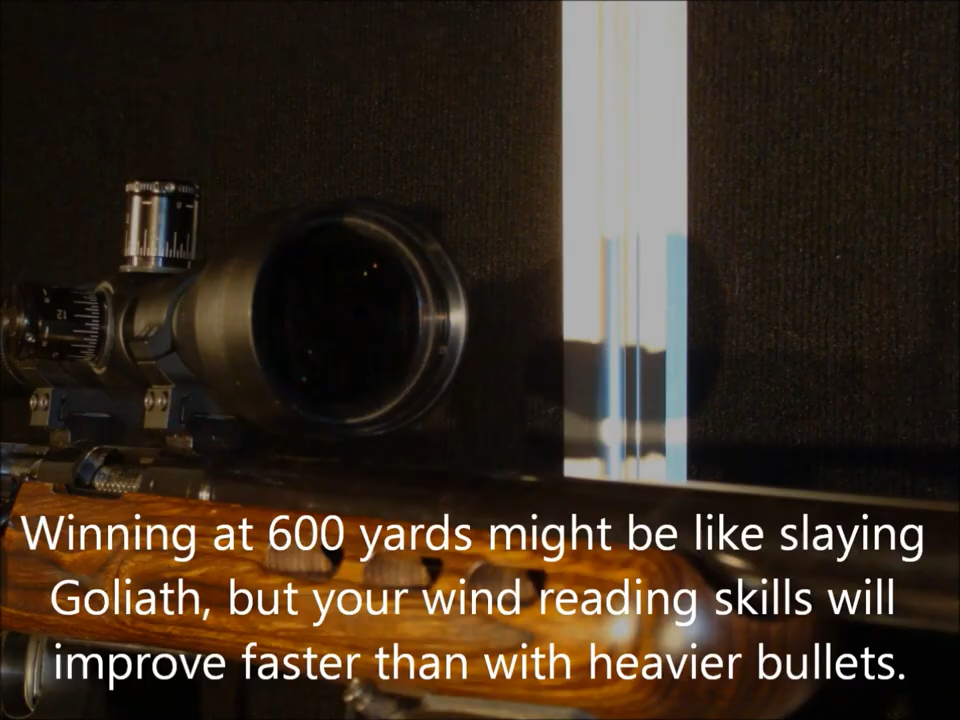 12
Winning at 600 yards might be like slaying
Goliath, but your wind reading skills will
improve faster than with heavier bullets.